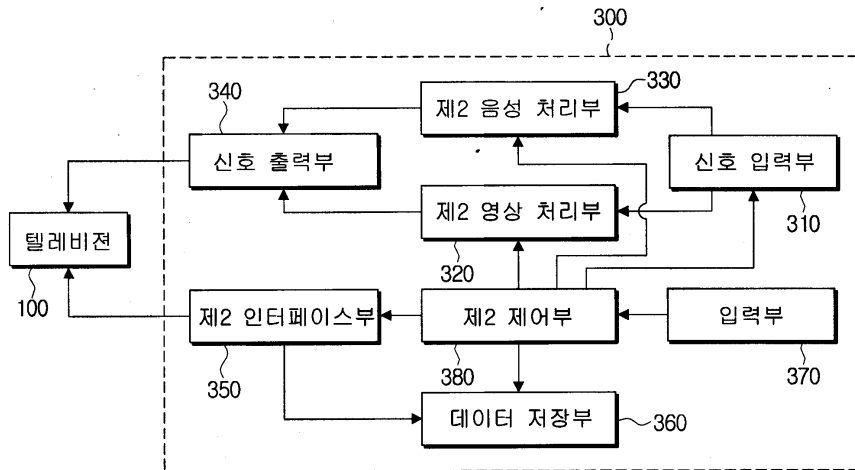 300
340
330
제2 음성 처리부
신호 출력부
신호 입력부
310
제2 영상 처리부
320
텔레비젼
100
제2 인터페이스부
350
제2 제어부
380
입력부
370
데이터 저장부
360